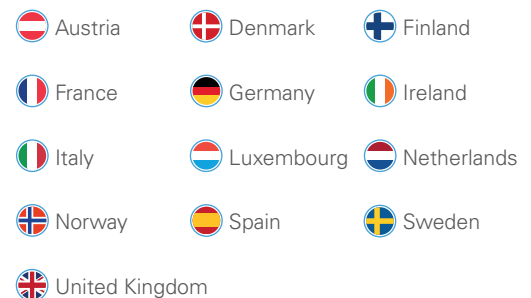 Austria Denmark Finland
France Germany Ireland
Italy Luxembourg Netherlands
Norway Spain Sweden
United Kingdom